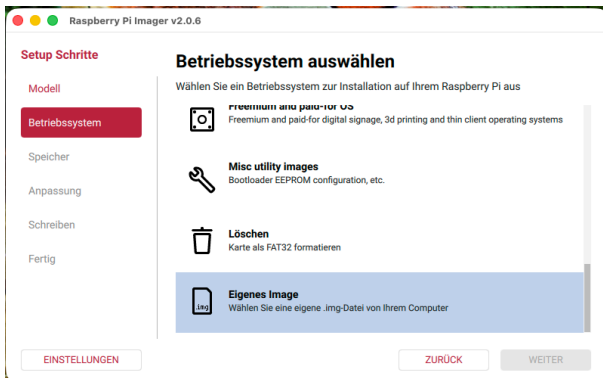 Raspberry Pi Imager v2.0.6
Setup Schritte
Modell
Betriebssystem
Speicher
Anpassung
Schreiben
Fertig
Betriebssystem auswählen
Wählen Sie ein Betriebssystem zur Installation auf Ihrem Raspberry Pi aus
Freemium and paid-for OS
Freemium and paid-for digital signage, 3d printing and thin client operating systems
Misc utility images
Bootloader EEPROM configuration, etc.
Löschen
Karte als FAT32 formatieren
.img
Eigenes Image
Wählen Sie eine eigene .img-Datei von Ihrem Computer
EINSTELLUNGEN
ZURÜCK
WEITER